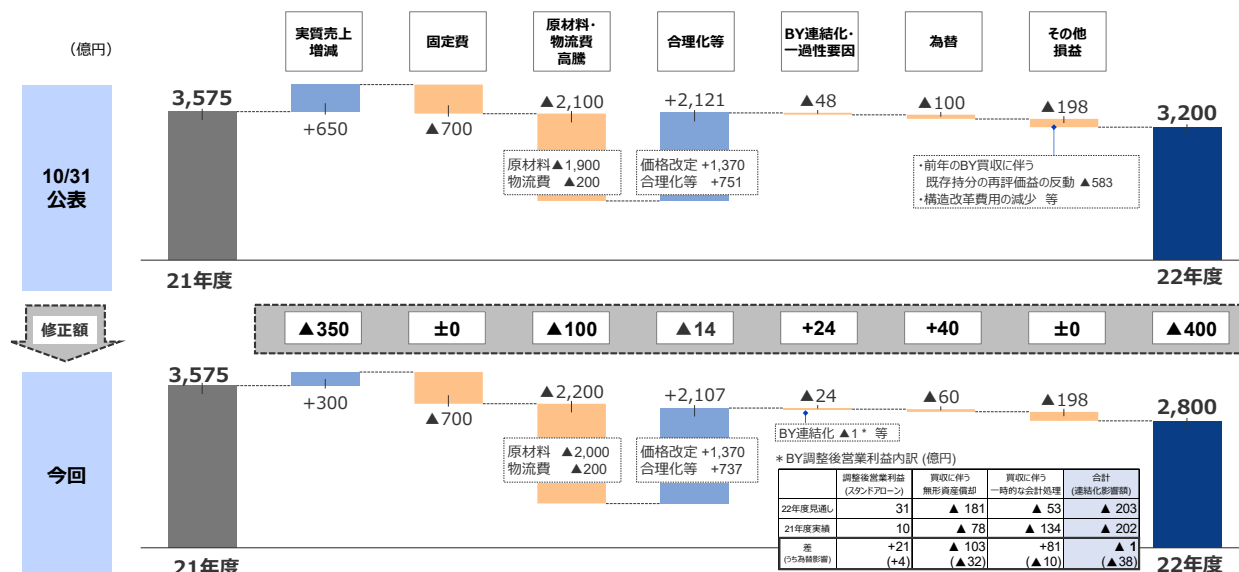 (億円)
実質売上
増減
固定費
原材料・
物流費
高騰
合理化等
BY連結化・
一過性要因
為替
その他
損益
10/31
公表
3,575
+650
▲700
▲2,100
原材料▲1,900
物流費 ▲200
+2,121
価格改定 +1,370
合理化等 +751
▲48
▲100
▲198
・前年のBY買収に伴う
既存持分の再評価益の反動 ▲583
・構造改革費用の減少 等
3,200
21年度
22年度
修正額
▲350
±0
▲100
▲14
+24
+40
±0
▲400
今回
3,575
+300
▲700
▲2,200
原材料 ▲2,000
物流費 ▲200
+2,107
価格改定 +1,370
合理化等 +737
▲24
BY連結化 ▲1 * 等
▲60
▲198
2,800
21年度
22年度
＊BY調整後営業利益内訳 (億円)
調整後営業利益
(スタンドアローン)
買収に伴う
無形資産償却
買収に伴う
一時的な会計処理
合計
(連結化影響額)
22年度見通し 31 ▲ 181 ▲ 53 ▲ 203
21年度実績 10 ▲ 78 ▲ 134 ▲ 202
差 +21 ▲ 103 +81 ▲ 1
(うち為替影響) (+4) (▲32) (▲10) (▲38)